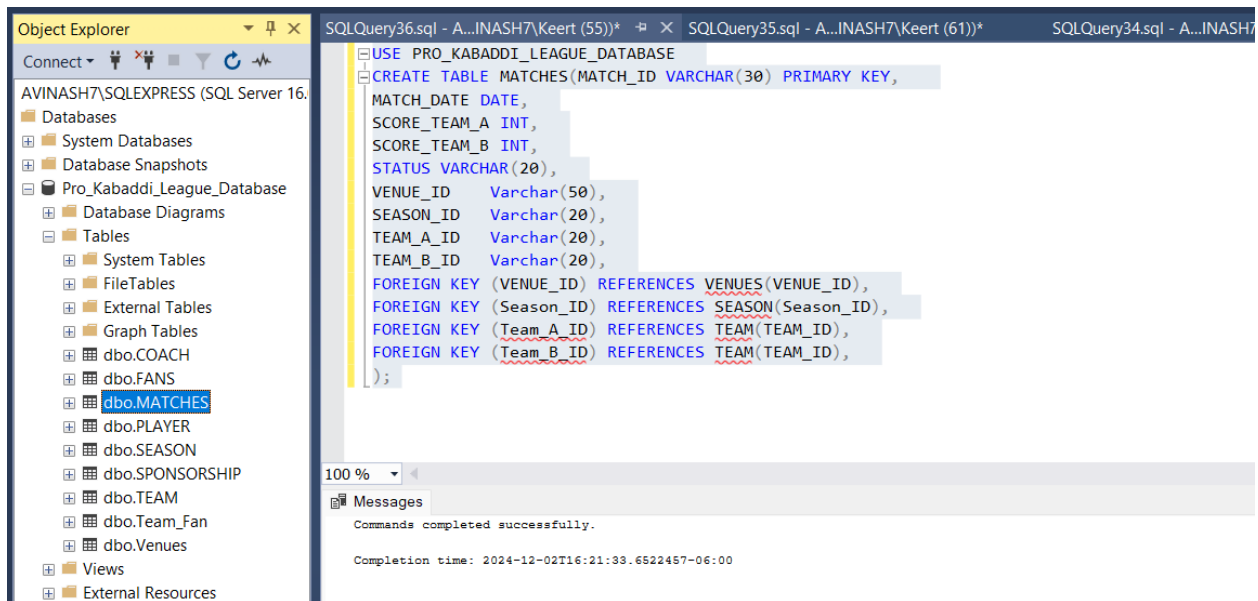 Object Explorer
Connect
AVINASH7\SQLEXPRESS (SQL Server 16.
Databases
System Databases
Database Snapshots
Pro_Kabaddi_League_Database
Database Diagrams
Tables
System Tables
FileTables
External Tables
Graph Tables
dbo.COACH
dbo.FANS
dbo.MATCHES
dbo.PLAYER
dbo.SEASON
dbo.SPONSORSHIP
dbo.TEAM
dbo.Team_Fan
dbo.Venues
Views
External Resources
SQLQuery36.sql - A...INASH7\Keert (55))* SQLQuery35.sql - A...INASH7\Keert (61))* SQLQuery34.sql - A...INASH7
USE PRO_KABADDI_LEAGUE_DATABASE
CREATE TABLE MATCHES(MATCH_ID VARCHAR(30) PRIMARY KEY,
MATCH_DATE DATE,
SCORE_TEAM_A INT,
SCORE_TEAM_B INT,
STATUS VARCHAR(20),
VENUE_ID Varchar(50),
SEASON_ID Varchar(20),
TEAM_A_ID Varchar(20),
TEAM_B_ID Varchar(20),
FOREIGN KEY (VENUE_ID) REFERENCES VENUES(VENUE_ID),
FOREIGN KEY (Season_ID) REFERENCES SEASON(Season_ID),
FOREIGN KEY (Team_A_ID) REFERENCES TEAM(TEAM_ID),
FOREIGN KEY (Team_B_ID) REFERENCES TEAM(TEAM_ID),
);
100 %
Messages
Commands completed successfully.
Completion time: 2024-12-02T16:21:33.6522457-06:00